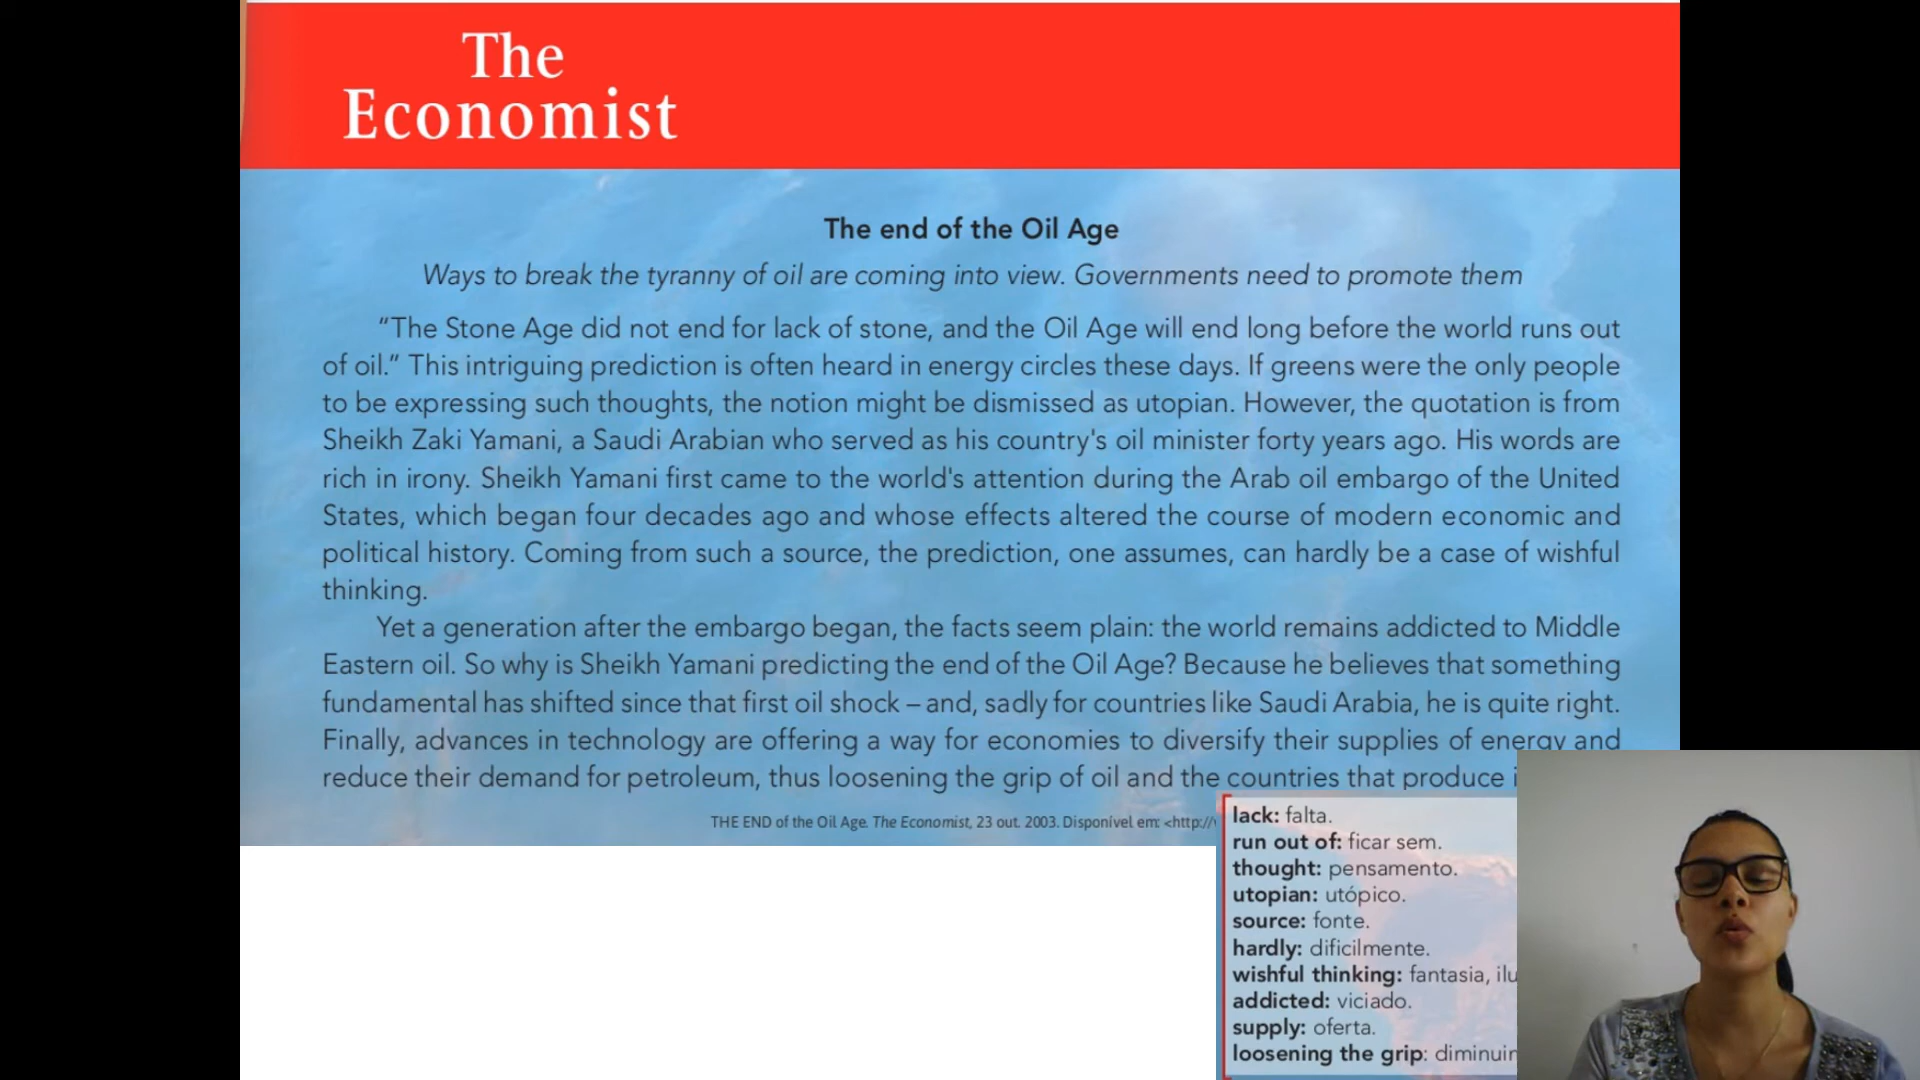 The
Economist
The end of the Oil Age
Ways to break the tyranny of oil are coming into view. Governments need to promote them
“The Stone Age did not end for lack of stone, and the Oil Age will end long before the world runs out
of oil.” This intriguing prediction is often heard in energy circles these days. If greens were the only people
to be expressing such thoughts, the notion might be dismissed as utopian. However, the quotation is from
Sheikh Zaki Yamani, a Saudi Arabian who served as his country's oil minister forty years ago. His words are
rich in irony. Sheikh Yamani first came to the world's attention during the Arab oil embargo of the United
States, which began four decades ago and whose effects altered the course of modern economic and
political history. Coming from such a source, the prediction, one assumes, can hardly be a case of wishful
thinking.
Yet a generation after the embargo began, the facts seem plain: the world remains addicted to Middle
Eastern oil. So why is Sheikh Yamani predicting the end of the Oil Age? Because he believes that something
fundamental has shifted since that first oil shock – and, sadly for countries like Saudi Arabia, he is quite right.
Finally, advances in technology are offering a way for economies to diversify their supplies of energy and
reduce their demand for petroleum, thus loosening the grip of oil and the countries that produce
THE END of the Oil Age. The Economist, 23 out. 2003. Disponível em: <http://
lack: falta.
run out of: ficar sem.
thought: pensamento.
utopian: utópico.
source: fonte.
hardly: dificilmente.
wishful thinking: fantasia,
addicted: viciado.
supply: oferta.
loosening the grip: diminuir